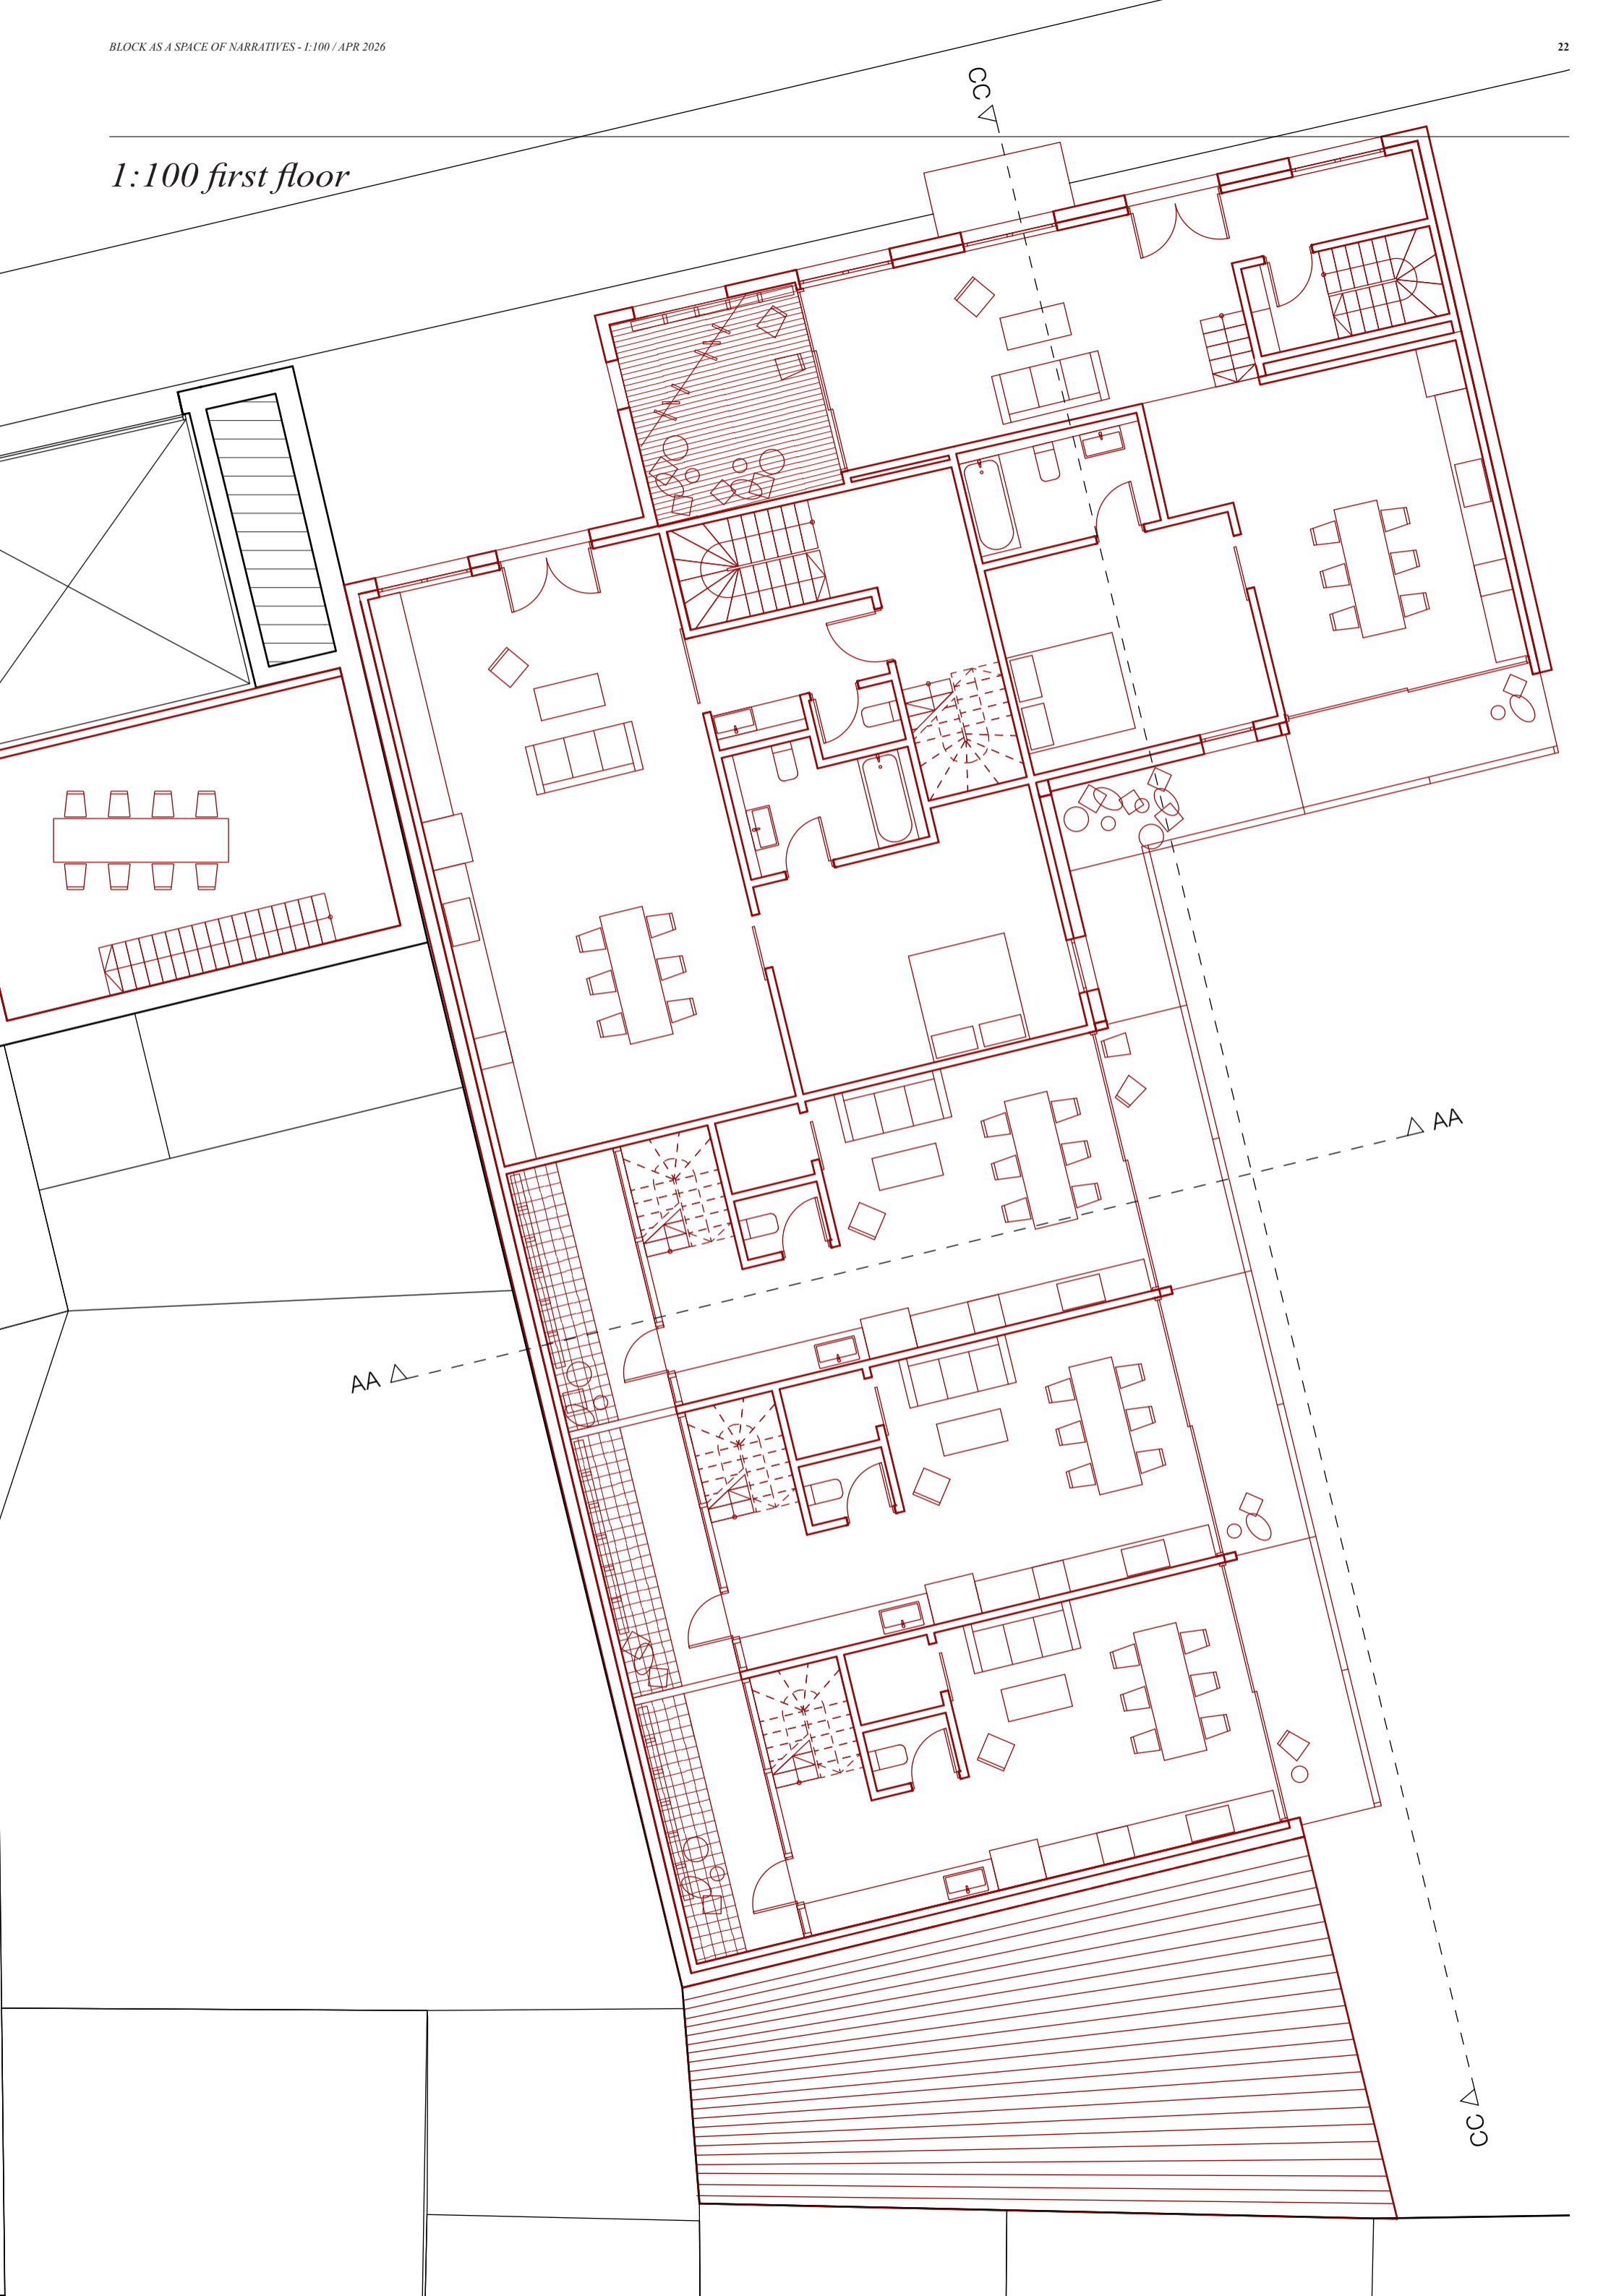 BLOCK AS A SPACE OF NARRATIVES - 1:100 / APR 2026
22
1:100 first floor
CC
AA
AA
CC